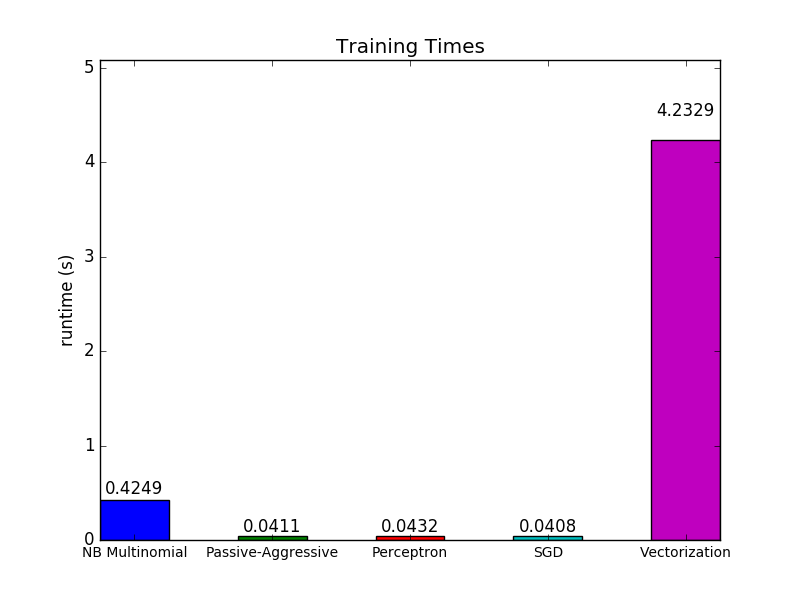 Training Times
5
4
3
2
1
0
runtime (s)
4.2329
0.4249
0.0411
0.0432
0.0408
NB Multinomial
Passive-Aggressive
Perceptron
SGD
Vectorization